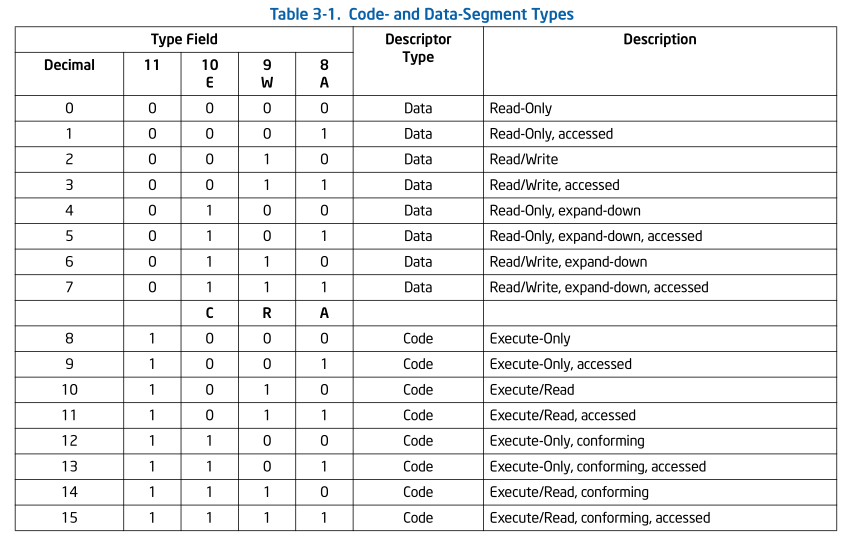 Table 3-1. Code- and Data-Segment Types
Type Field Descriptor Type Description
Decimal 11 10 E 9 W 8 A
0 0 0 0 0 Data Read-Only
1 0 0 0 1 Data Read-Only, accessed
2 0 0 1 0 Data Read/Write
3 0 0 1 1 Data Read/Write, accessed
4 0 1 0 0 Data Read-Only, expand-down
5 0 1 0 1 Data Read-Only, expand-down, accessed
6 0 1 1 0 Data Read/Write, expand-down
7 0 1 1 1 Data Read/Write, expand-down, accessed
C R A
8 1 0 0 0 Code Execute-Only
9 1 0 0 1 Code Execute-Only, accessed
10 1 0 1 0 Code Execute/Read
11 1 0 1 1 Code Execute/Read, accessed
12 1 1 0 0 Code Execute-Only, conforming
13 1 1 0 1 Code Execute-Only, conforming, accessed
14 1 1 1 0 Code Execute/Read, conforming
15 1 1 1 1 Code Execute/Read, conforming, accessed